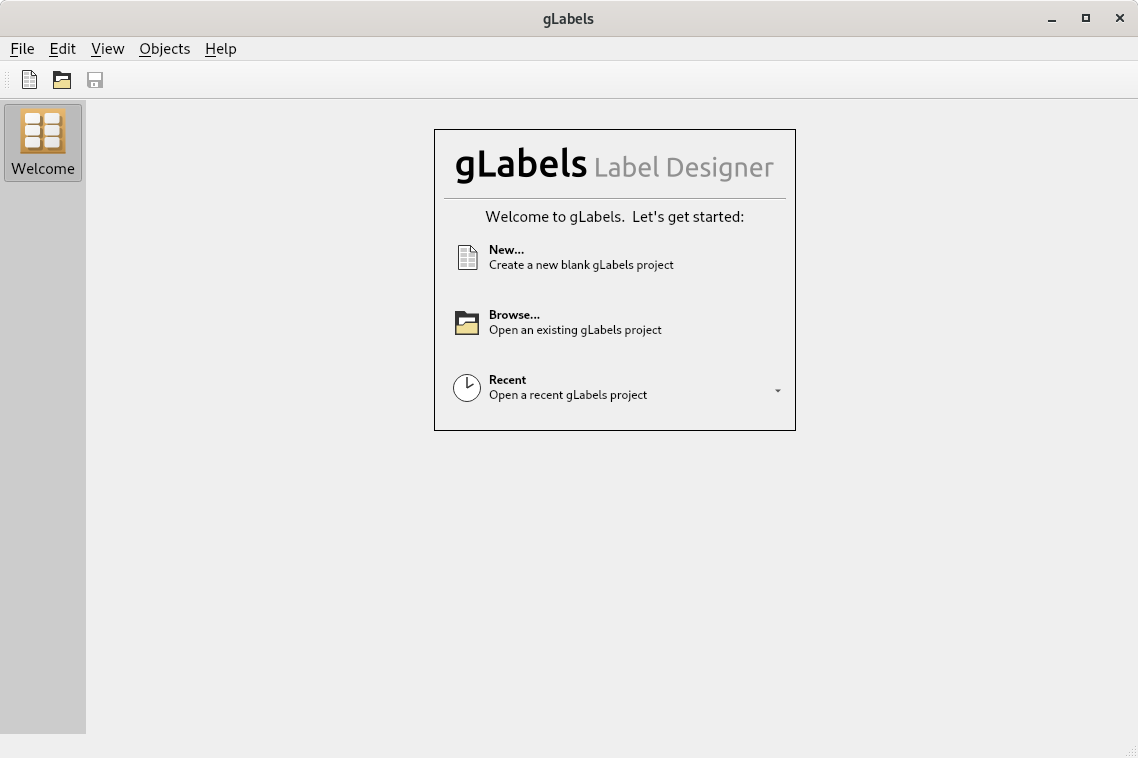 gLabels
File Edit View Objects Help
Welcome
gLabels Label Designer
Welcome to gLabels.  Let's get started:
New...
Create a new blank gLabels project
Browse...
Open an existing gLabels project
Recent
Open a recent gLabels project